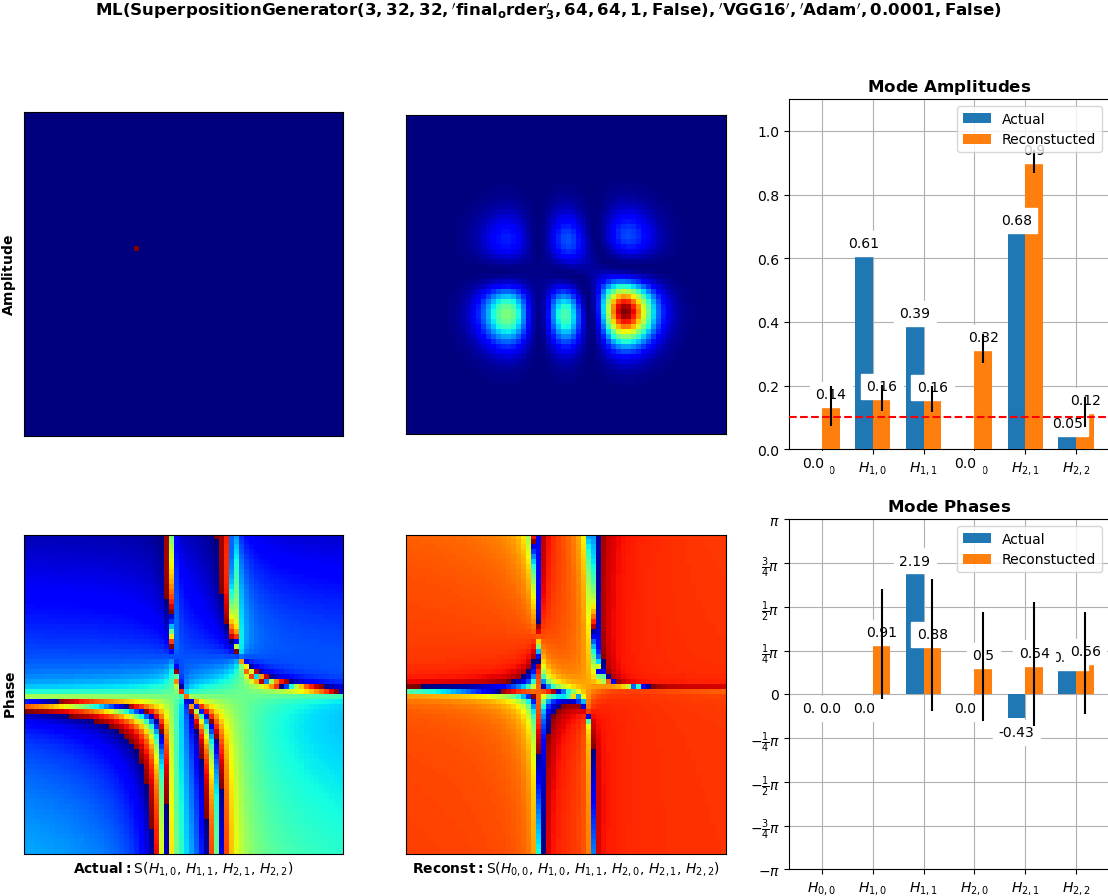 ML(SuperpositionGenerator(3, 32, 32, ′final_order′_3, 64, 64, 1, False), ′VGG16′, ′Adam′, 0.0001, False)
Amplitude
Mode Amplitudes
Actual
Reconstucted
1.0
0.8
0.6
0.4
0.2
0.0
0.14
0.61
0.16
0.39
0.16
0.32
0.68
0.9
0.05
0.12
0.0
0
H1,0
H1,1
0.0
0
H2,1
H2,2
Phase
Mode Phases
Actual
Reconstucted
π
3/4π
1/2π
1/4π
0
−1/4π
−1/2π
−3/4π
−π
0.
0.0
0.0
0.91
2.19
0.88
0.0
0.5
-0.43
0.54
0.56
H0,0
H1,0
H1,1
H2,0
H2,1
H2,2
Actual: S(H1,0, H1,1, H2,1, H2,2)
Reconst: S(H0,0, H1,0, H1,1, H2,0, H2,1, H2,2)